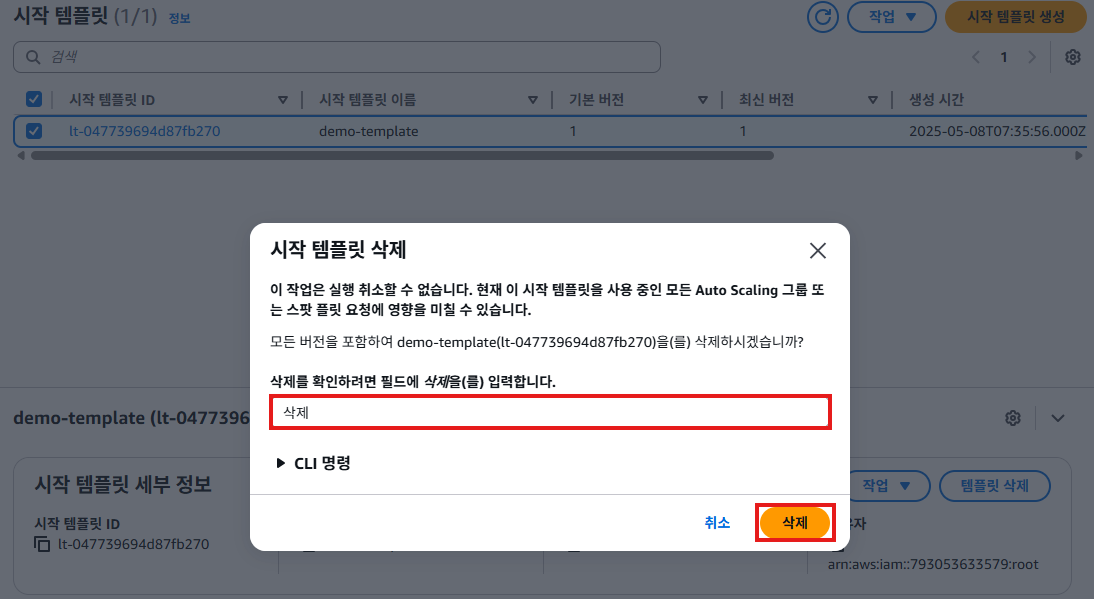 시작 템플릿 (1/1) 정보
작업
시작 템플릿 생성
검색
1
시작 템플릿 ID
시작 템플릿 이름
기본 버전
최신 버전
생성 시간
lt-047739694d87fb270
demo-template
1
1
2025-05-08T07:35:56.000Z
시작 템플릿 삭제
이 작업은 실행 취소할 수 없습니다. 현재 이 시작 템플릿을 사용 중인 모든 Auto Scaling 그룹 또
는 스팟 플릿 요청에 영향을 미칠 수 있습니다.
모든 버전을 포함하여 demo-template(lt-047739694d87fb270)을(를) 삭제하시겠습니까?
삭제를 확인하려면 필드에 삭제을(를) 입력합니다.
삭제
CLI 명령
취소
삭제
demo-template (lt-0477396
시작 템플릿 세부 정보
작업
템플릿 삭제
시작 템플릿 ID
lt-047739694d87fb270
유자
arn:aws:iam::793053633579:root